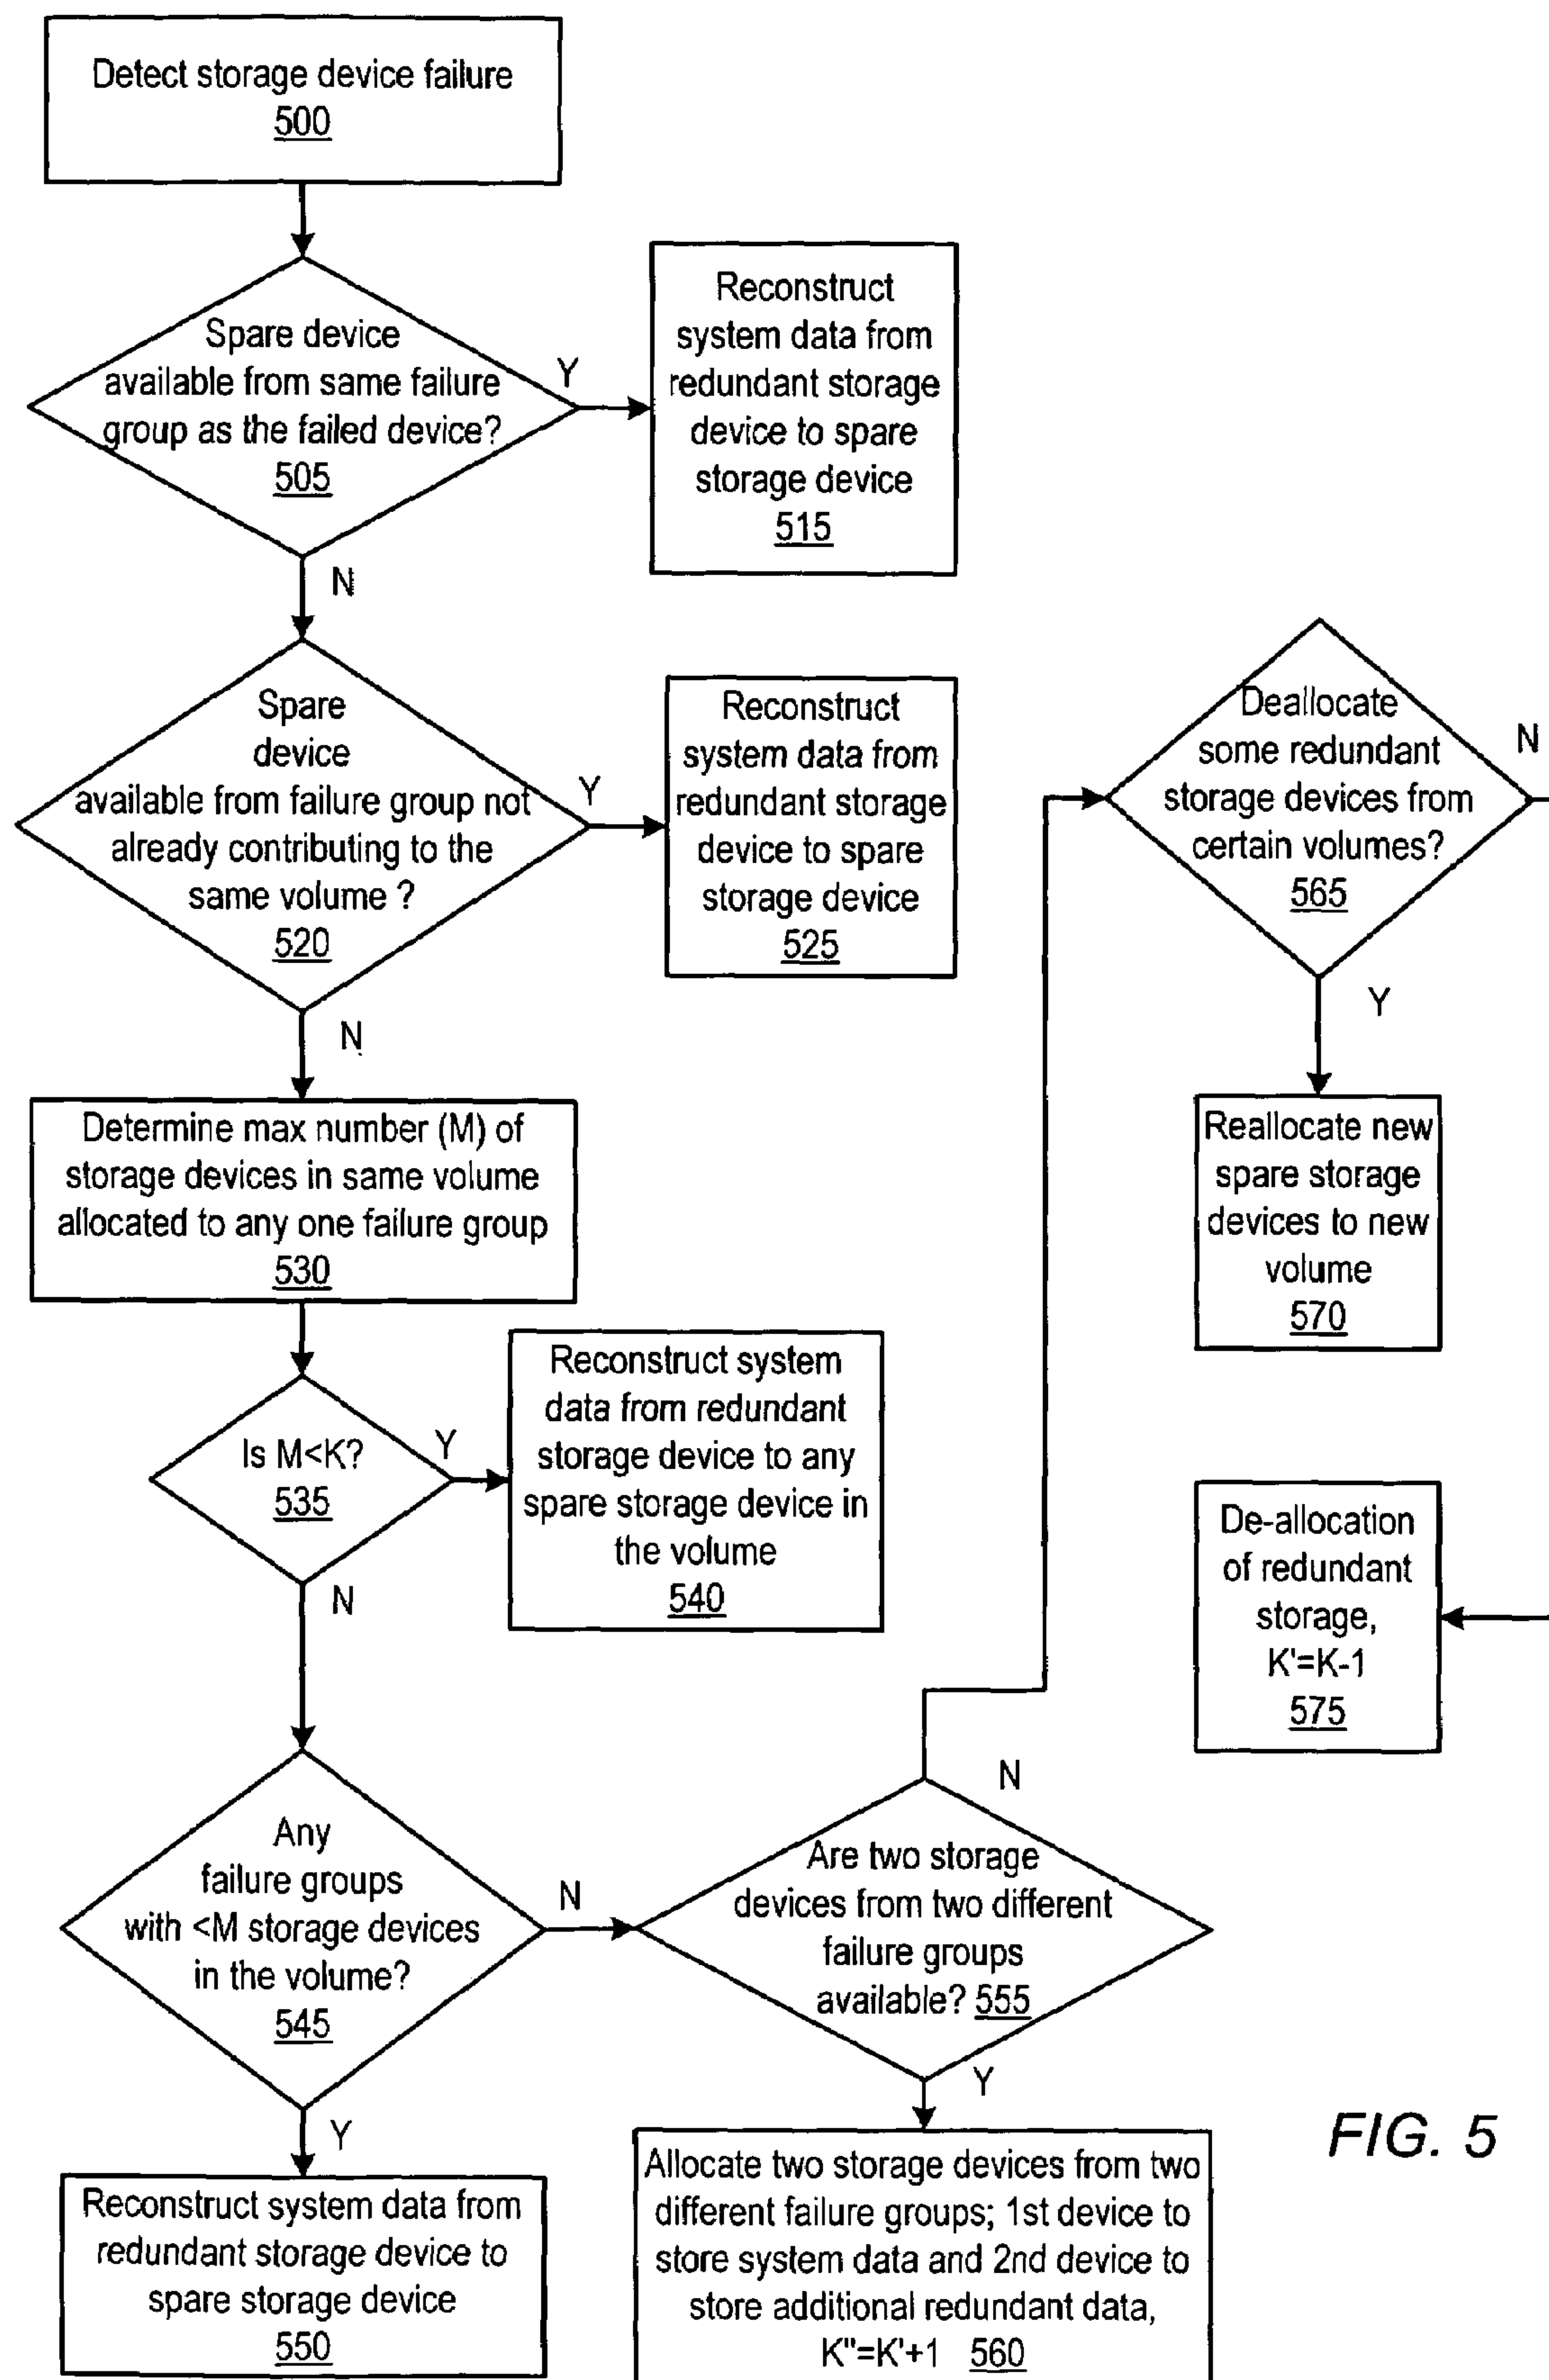 Detect storage device failure
500
Spare device
available from same failure
group as the failed device?
505
Y
Reconstruct
system data from
redundant storage
device to spare
storage device
515
N
Spare
device
available from failure group not
already contributing to the
same volume ?
520
Y
Reconstruct
system data from
redundant storage
device to spare
storage device
525
N
Determine max number (M) of
storage devices in same volume
allocated to any one failure group
530
Is M<K?
535
Y
Reconstruct system
data from redundant
storage device to any
spare storage device in
the volume
540
N
Any
failure groups
with <M storage devices
in the volume?
545
N
Y
Reconstruct system data from
redundant storage device to
spare storage device
550
Are two storage
devices from two different
failure groups
available? 555
N
Y
Allocate two storage devices from two
different failure groups; 1st device to
store system data and 2nd device to
store additional redundant data,
K"=K'+1 560
Deallocate
some redundant
storage devices from
certain volumes?
565
N
Y
Reallocate new
spare storage
devices to new
volume
570
De-allocation
of redundant
storage,
K'=K-1
575
FIG. 5